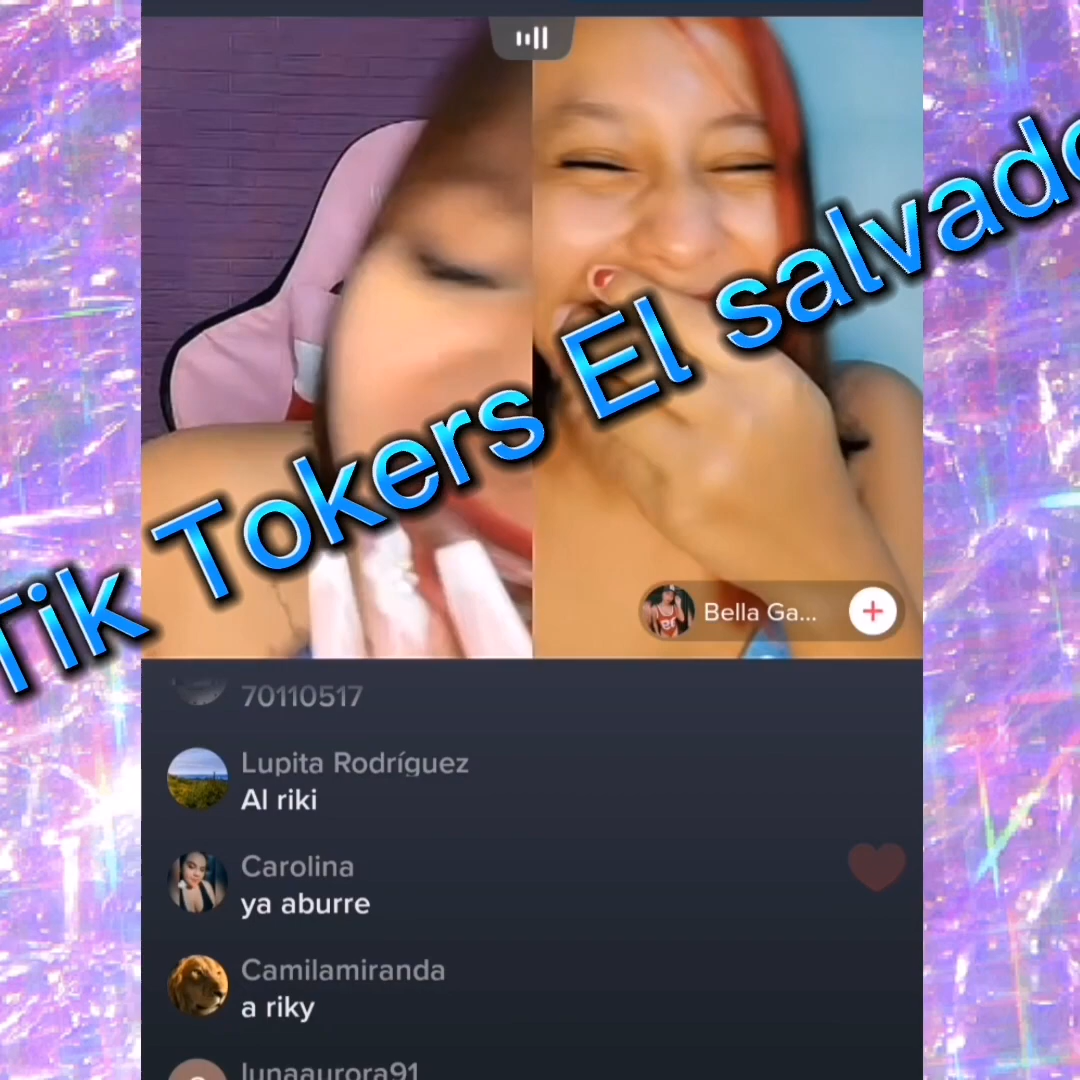 Tik Tokers El salvado
Bella Ga...
70110517
Lupita Rodríguez
Al riki
Carolina
ya aburre
Camilamiranda
a riky
lunaaurora91